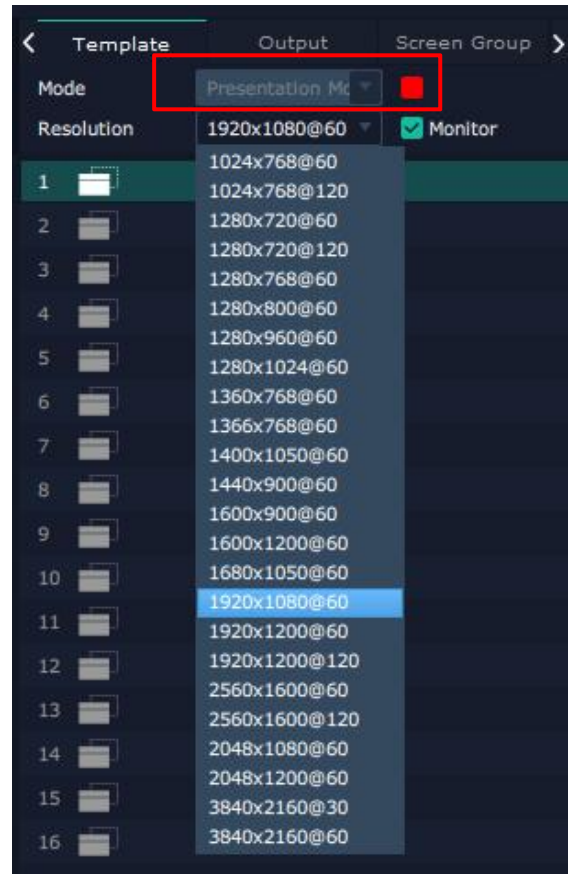 Template Output Screen Group
Mode Presentation Mo
Resolution 1920x1080@60 Monitor
1024x768@60
1 1024x768@120
2 1280x720@60
1280x720@120
3 1280x768@60
4 1280x800@60
1280x960@60
5 1280x1024@60
6 1360x768@60
1366x768@60
7 1400x1050@60
8 1440x900@60
1600x900@60
9 1600x1200@60
10 1680x1050@60
1920x1080@60
11 1920x1200@60
12 1920x1200@120
2560x1600@60
13 2560x1600@120
14 2048x1080@60
2048x1200@60
15 3840x2160@30
16 3840x2160@60